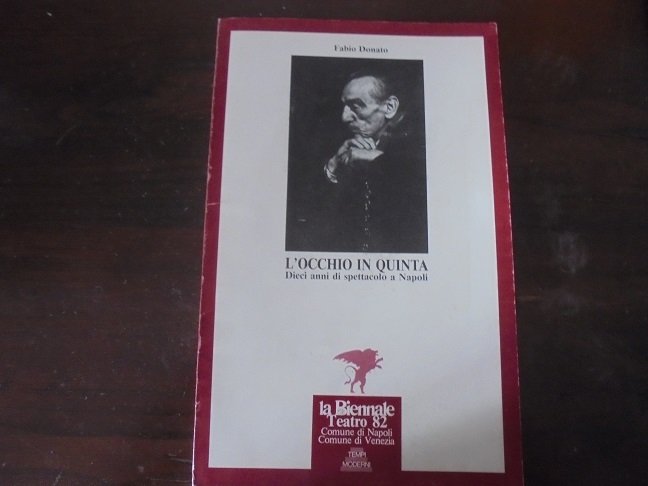 Fabio Donato
L'OCCHIO IN QUINTA
Dieci anni di spettacolo a Napoli
la Biennale
Teatro 82
Comune di Napoli
Comune di Venezia
TEMPI
MODERNI